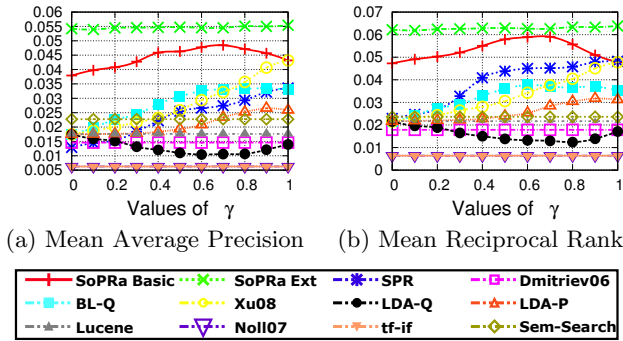 0.06
0.055
0.05
0.045
0.04
0.035
0.03
0.025
0.02
0.015
0.01
0.005
0 0.2 0.4 0.6 0.8 1
Values of γ
(a) Mean Average Precision
0.07
0.06
0.05
0.04
0.03
0.02
0.01
0
0 0.2 0.4 0.6 0.8 1
Values of γ
(b) Mean Reciprocal Rank
SoPRa Basic SoPRa Ext SPR Dmitriev06
BL-Q Xu08 LDA-Q LDA-P
Lucene Noll07 tf-if Sem-Search